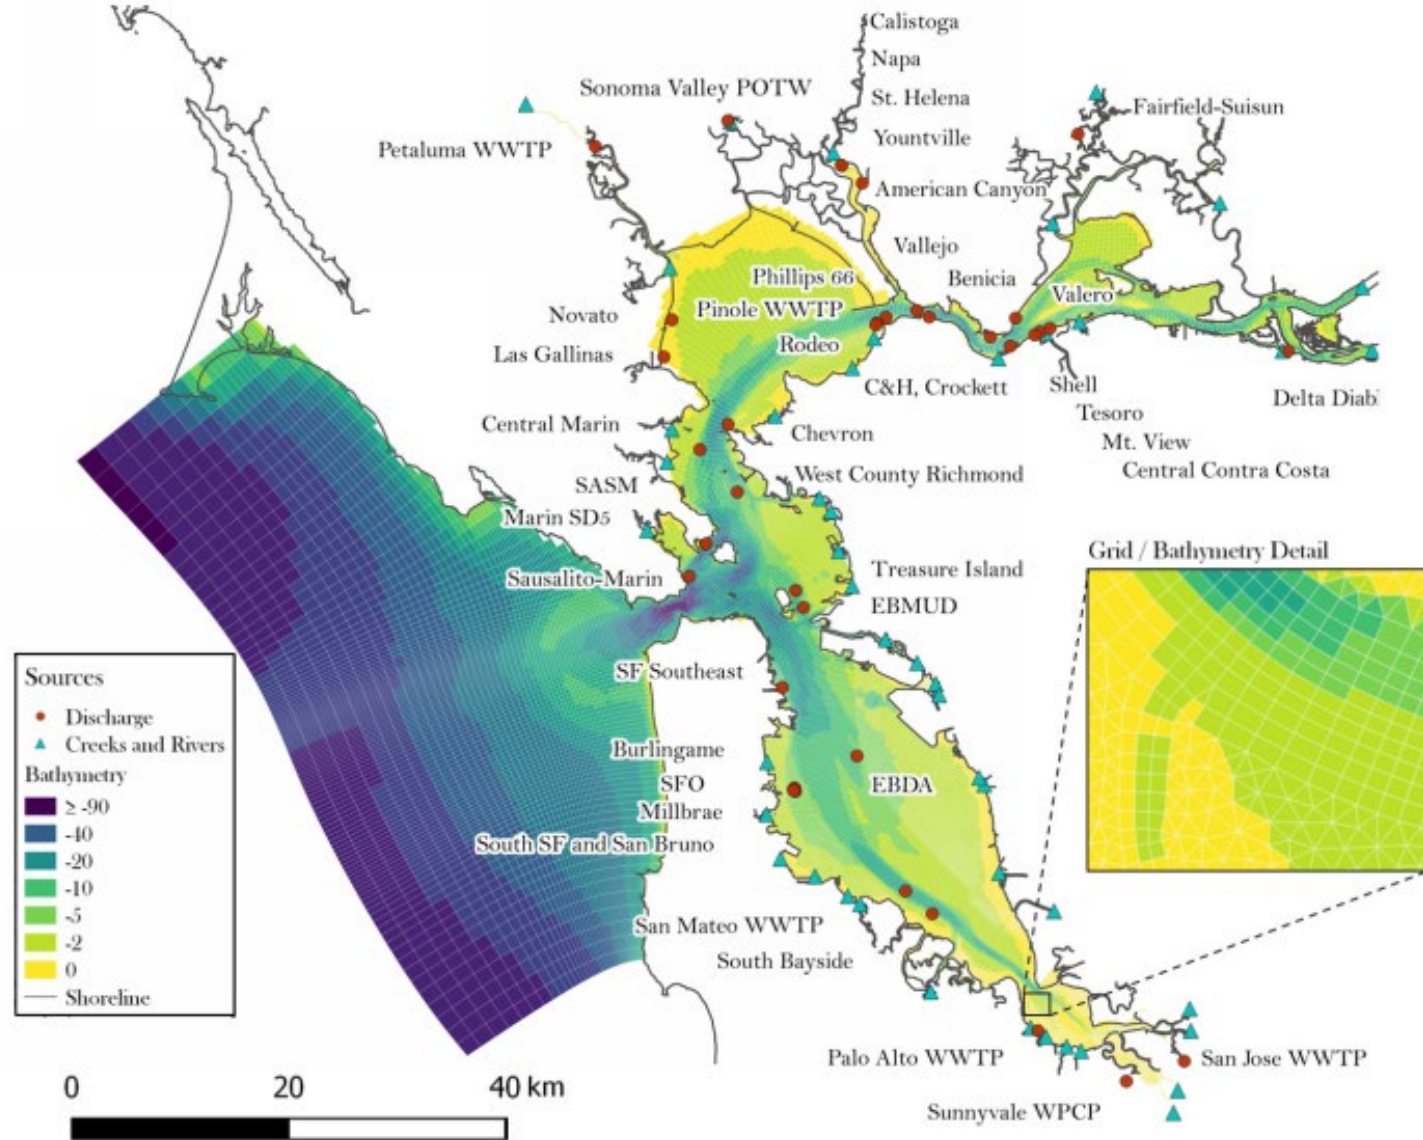 Calistoga
Napa
St. Helena
Yountville
Sonoma Valley POTW
Fairfield-Suisun
Petaluma WWTP
American Canyon
Vallejo
Benicia
Phillips 66
Valero
Pinole WWTP
Novato
Rodeo
Las Gallinas
C&H, Crockett
Shell
Delta Diab
Tesoro
Central Marin
Chevron
Mt. View
Central Contra Costa
West County Richmond
SASM
Marin SD5
Grid / Bathymetry Detail
Treasure Island
Sausalito-Marin
EBMUD
SF Southeast
Sources
Discharge
Creeks and Rivers
Bathymetry
≥ -90
-40
-20
-10
-5
-2
0
Shoreline
Burlingame
SFO
EBDA
Millbrae
South SF and San Bruno
San Mateo WWTP
South Bayside
Palo Alto WWTP
San Jose WWTP
Sunnyvale WPCP
0 20 40 km